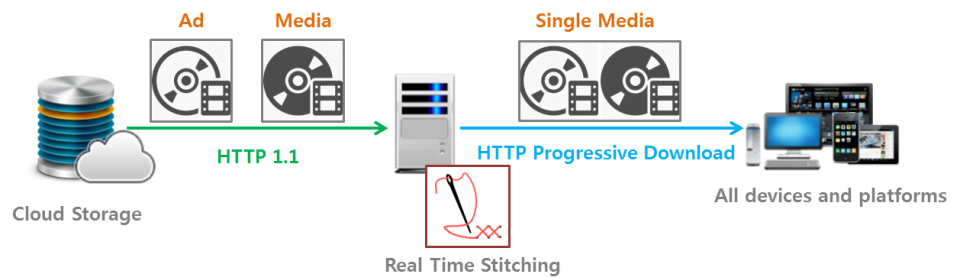 Ad
Media
Single Media
HTTP 1.1
HTTP Progressive Download
Cloud Storage
All devices and platforms
Real Time Stitching